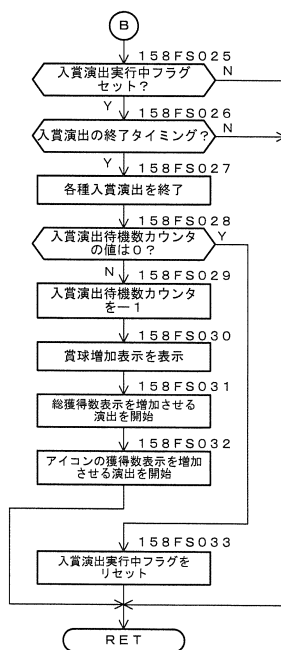 B
158FS025
入賞演出実行中フラグ
セット?
N
Y
158FS026
入賞演出の終了タイミング?
N
Y
158FS027
各種入賞演出を終了
158FS028
入賞演出待機数カウンタ
の値は0?
Y
N
158FS029
入賞演出待機数カウンタ
を-1
158FS030
賞球増加表示を表示
158FS031
総獲得数表示を増加させる
演出を開始
158FS032
アイコンの獲得数表示を増加
させる演出を開始
158FS033
入賞演出実行中フラグを
リセット
RET